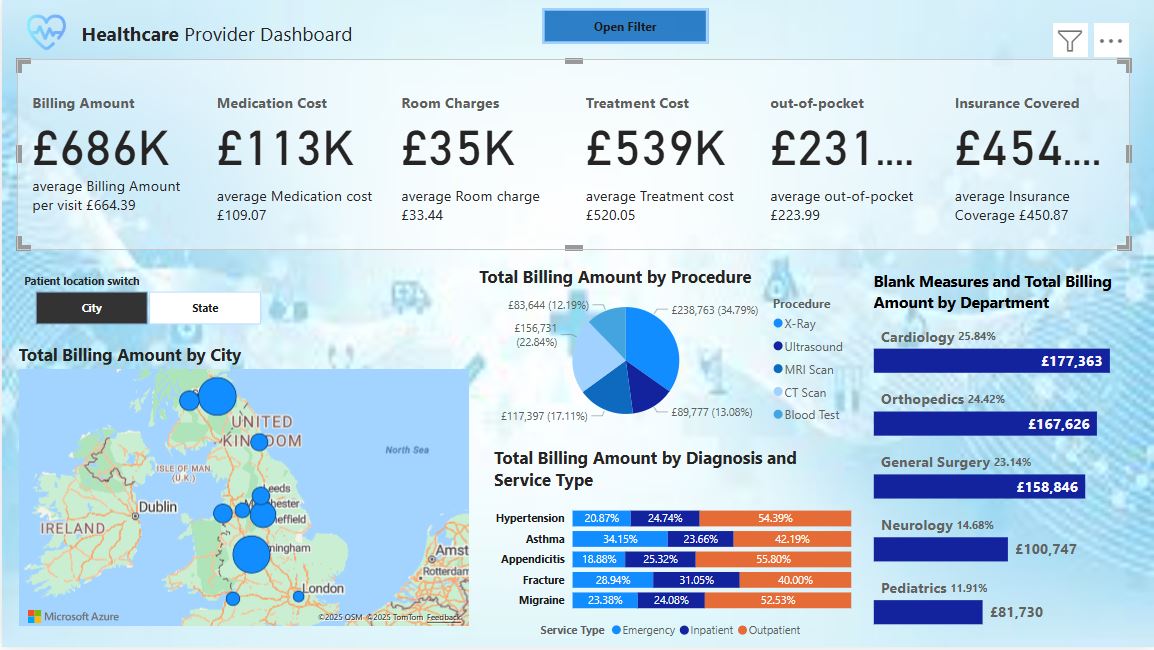 Healthcare Provider Dashboard
Open Filter
Billing Amount
£686K
average Billing Amount
per visit £664.39
Medication Cost
£113K
average Medication cost
£109.07
Room Charges
£35K
average Room charge
£33.44
Treatment Cost
£539K
average Treatment cost
£520.05
out-of-pocket
£231....
average out-of-pocket
£223.99
Insurance Covered
£454....
average Insurance
Coverage £450.87
Patient location switch
City
State
Total Billing Amount by City
UNITED
KINGDOM
North Sea
ISLE OF MAN
(U.K.)
Dublin
IRELAND
Leeds
London
Amst
Rotterdam
Microsoft Azure
©2025 OSM ©2025 TomTom Feedback
Total Billing Amount by Procedure
£83,644 (12.19%)
£156,731
(22.84%)
£117,397 (17.11%)
£238,763 (34.79%)
£89,777 (13.08%)
Procedure
X-Ray
Ultrasound
MRI Scan
CT Scan
Blood Test
Total Billing Amount by Diagnosis and
Service Type
Hypertension 20.87% 24.74% 54.39%
Asthma 34.15% 23.66% 42.19%
Appendicitis 18.88% 25.32% 55.80%
Fracture 28.94% 31.05% 40.00%
Migraine 23.38% 24.08% 52.53%
Service Type Emergency Inpatient Outpatient
Blank Measures and Total Billing
Amount by Department
Cardiology 25.84%
£177,363
Orthopedics 24.42%
£167,626
General Surgery 23.14%
£158,846
Neurology 14.68%
£100,747
Pediatrics 11.91%
£81,730